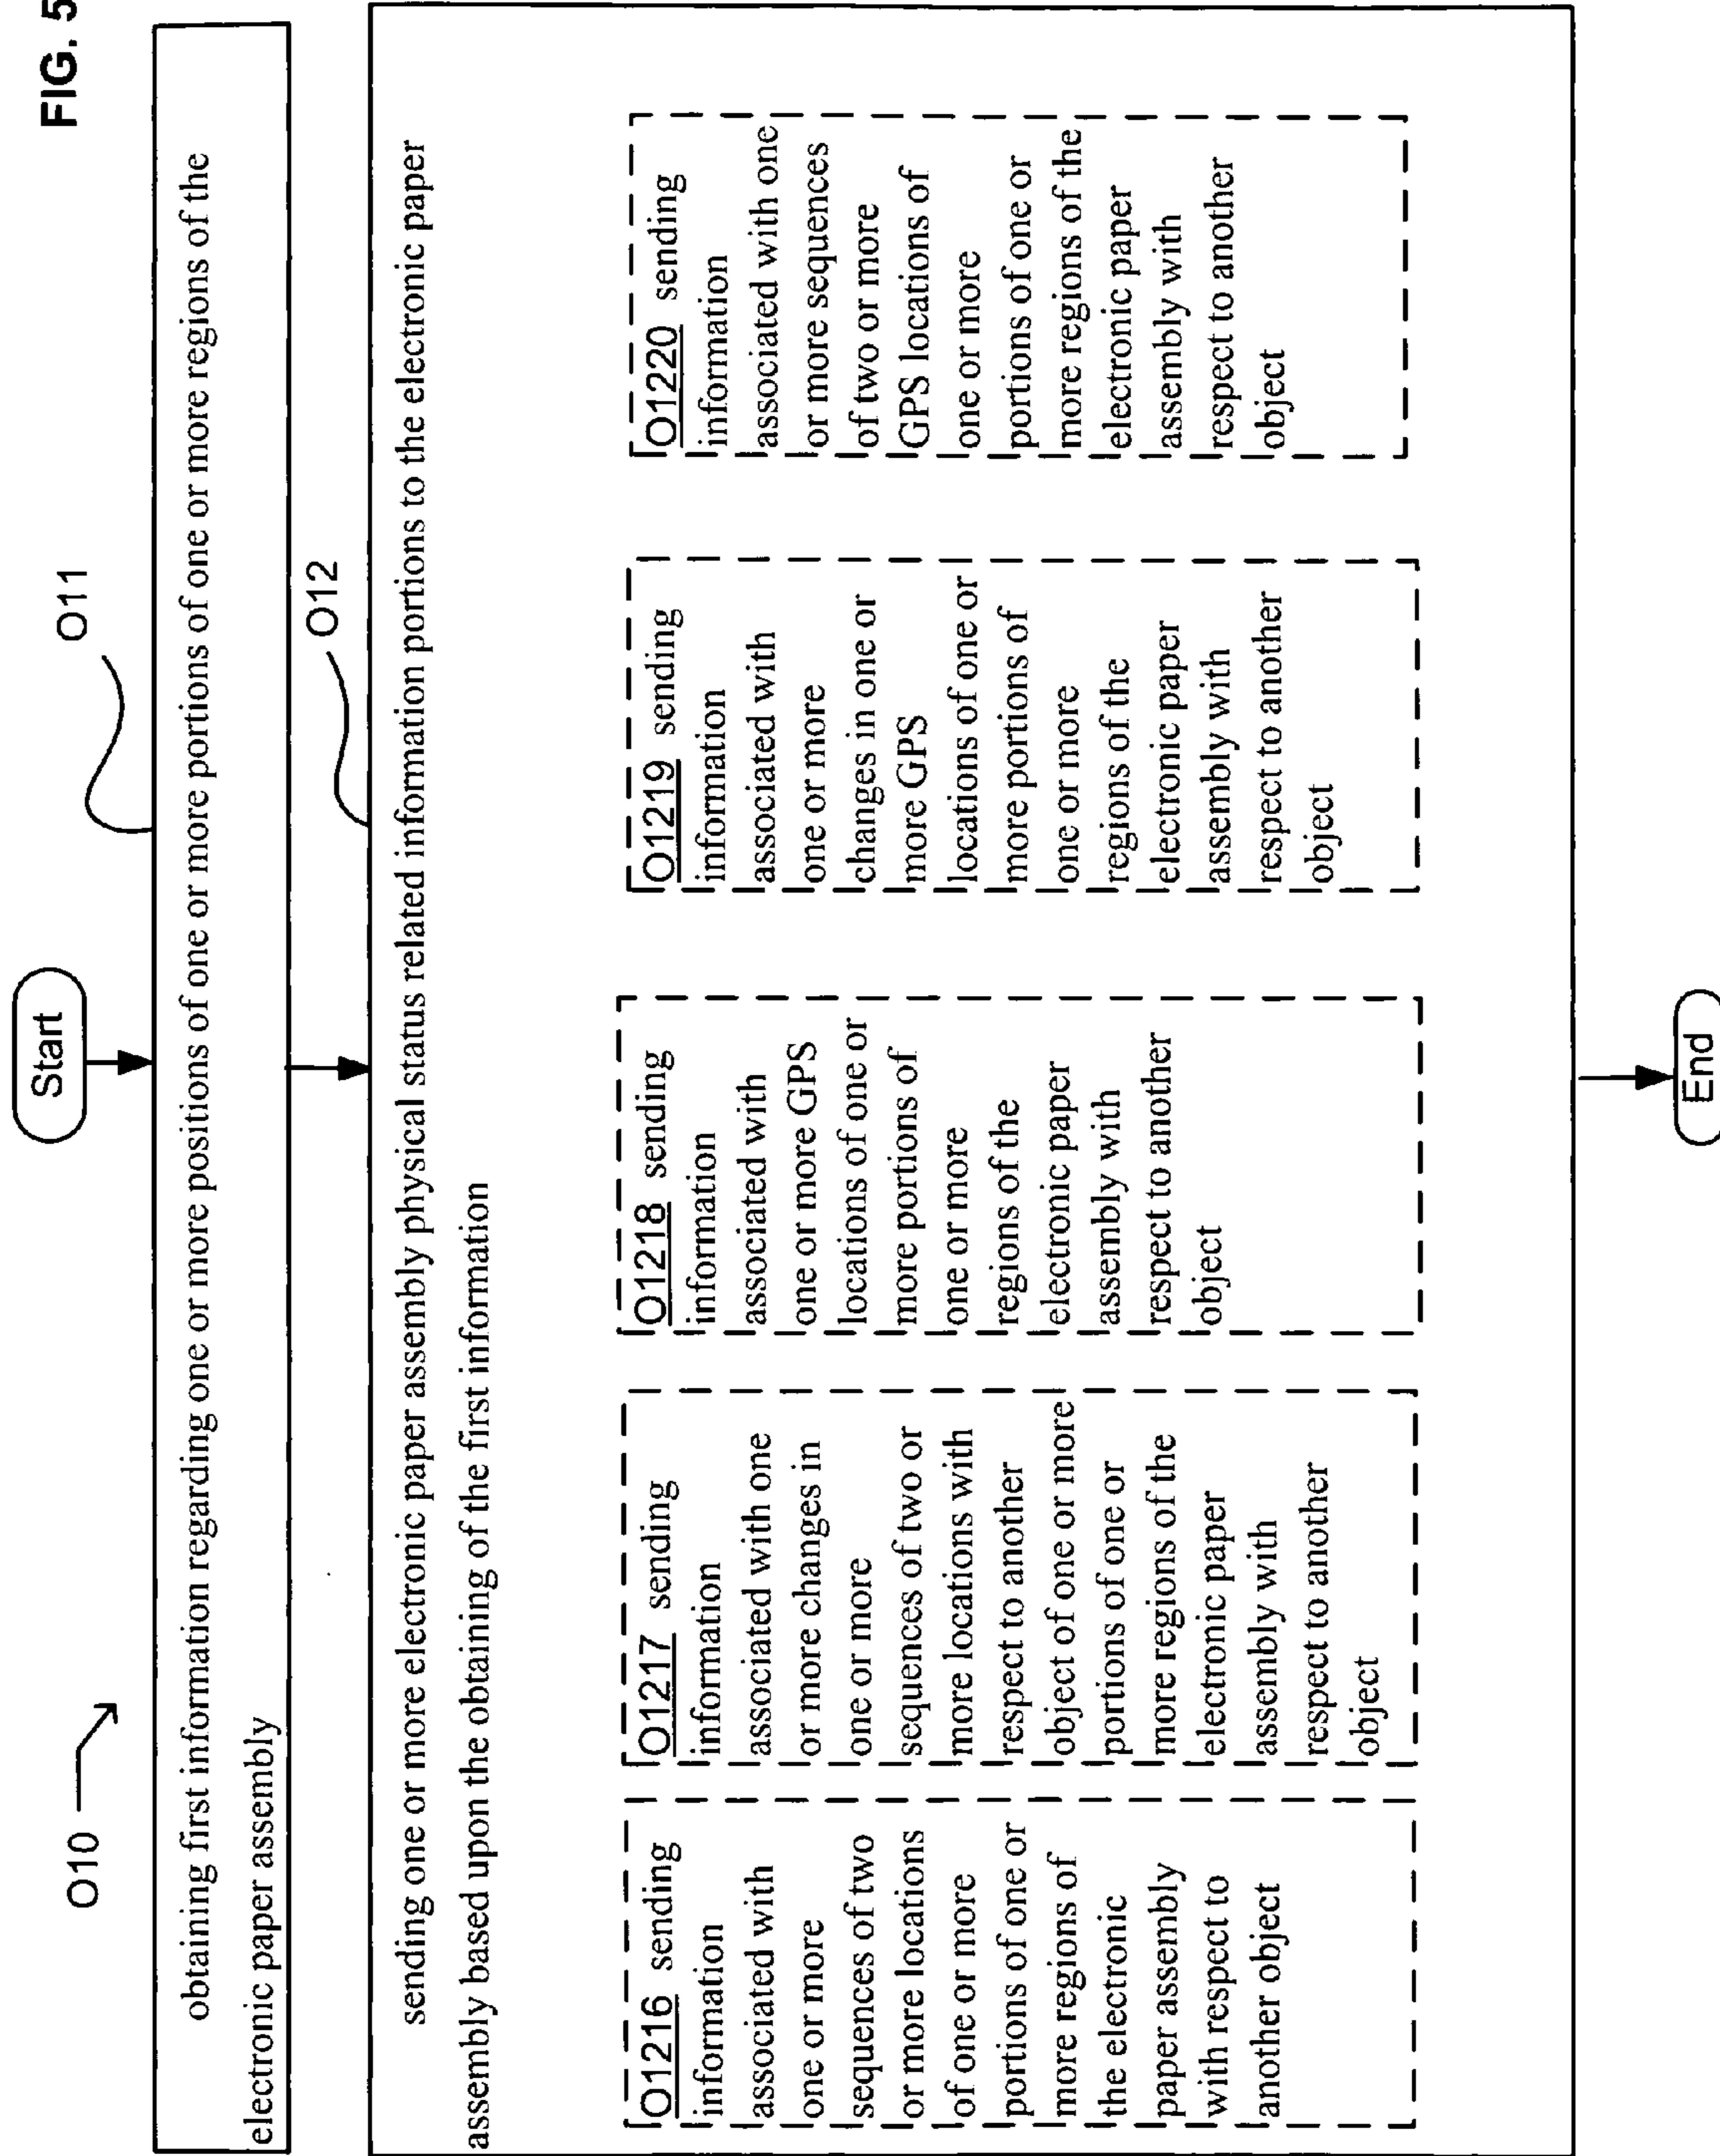 FIG. 5
O10
Start
O11
obtaining first information regarding one or more positions of one or more portions of one or more regions of the
electronic paper assembly
O12
sending one or more electronic paper assembly physical status related information portions to the electronic paper
assembly based upon the obtaining of the first information
O1216 sending
information
associated with
one or more
sequences of two
or more locations
of one or more
portions of one or
more regions of
the electronic
paper assembly
with respect to
another object
O1217 sending
information
associated with one
or more changes in
one or more
sequences of two or
more locations with
respect to another
object of one or more
portions of one or
more regions of the
electronic paper
assembly with
respect to another
object
O1218 sending
information
associated with
one or more GPS
locations of one or
more portions of
one or more
regions of the
electronic paper
assembly with
respect to another
object
O1219 sending
information
associated with
one or more
changes in one or
more GPS
locations of one or
more portions of
one or more
regions of the
electronic paper
assembly with
respect to another
object
O1220 sending
information
associated with one
or more sequences
of two or more
GPS locations of
one or more
portions of one or
more regions of the
electronic paper
assembly with
respect to another
object
End